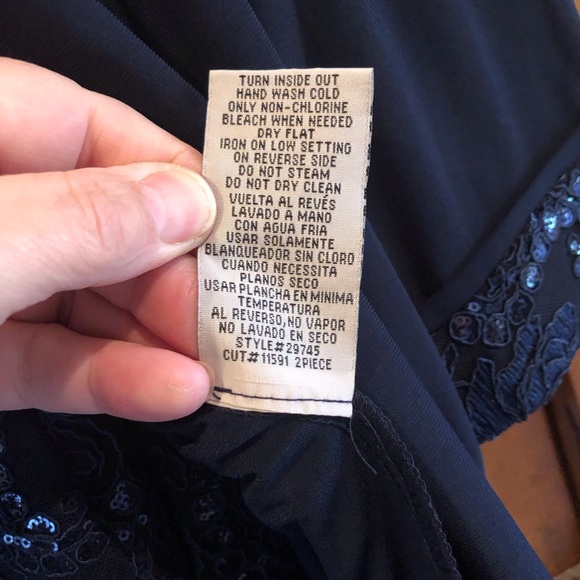 TURN INSIDE OUT
HAND WASH COLD
ONLY NON-CHLORINE
BLEACH WHEN NEEDED
DRY FLAT
IRON ON LOW SETTING
ON REVERSE SIDE
DO NOT STEAM
DO NOT DRY CLEAN
VUELTA AL REVÉS
LAVADO A MANO
CON AGUA FRIA
USAR SOLAMENTE
BLANQUEADOR SIN CLORO
CUANDO NECESSITA
PLANOS SECO
USAR PLANCHA EN MINIMA
TEMPERATURA
AL REVERSO, NO VAPOR
NO LAVADO EN SECO
STYLE#29745
CUT#11591 2PIECE